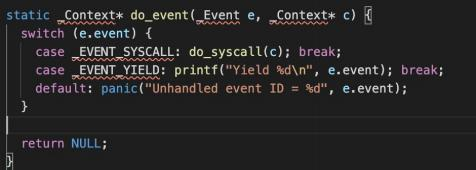 static _Context* do_event(_Event e, _Context* c) {
  switch (e.event) {
    case _EVENT_SYSCALL: do_syscall(c); break;
    case _EVENT_YIELD: printf("Yield %d\n", e.event); break;
    default: panic("Unhandled event ID = %d", e.event);
  }
  return NULL;
}